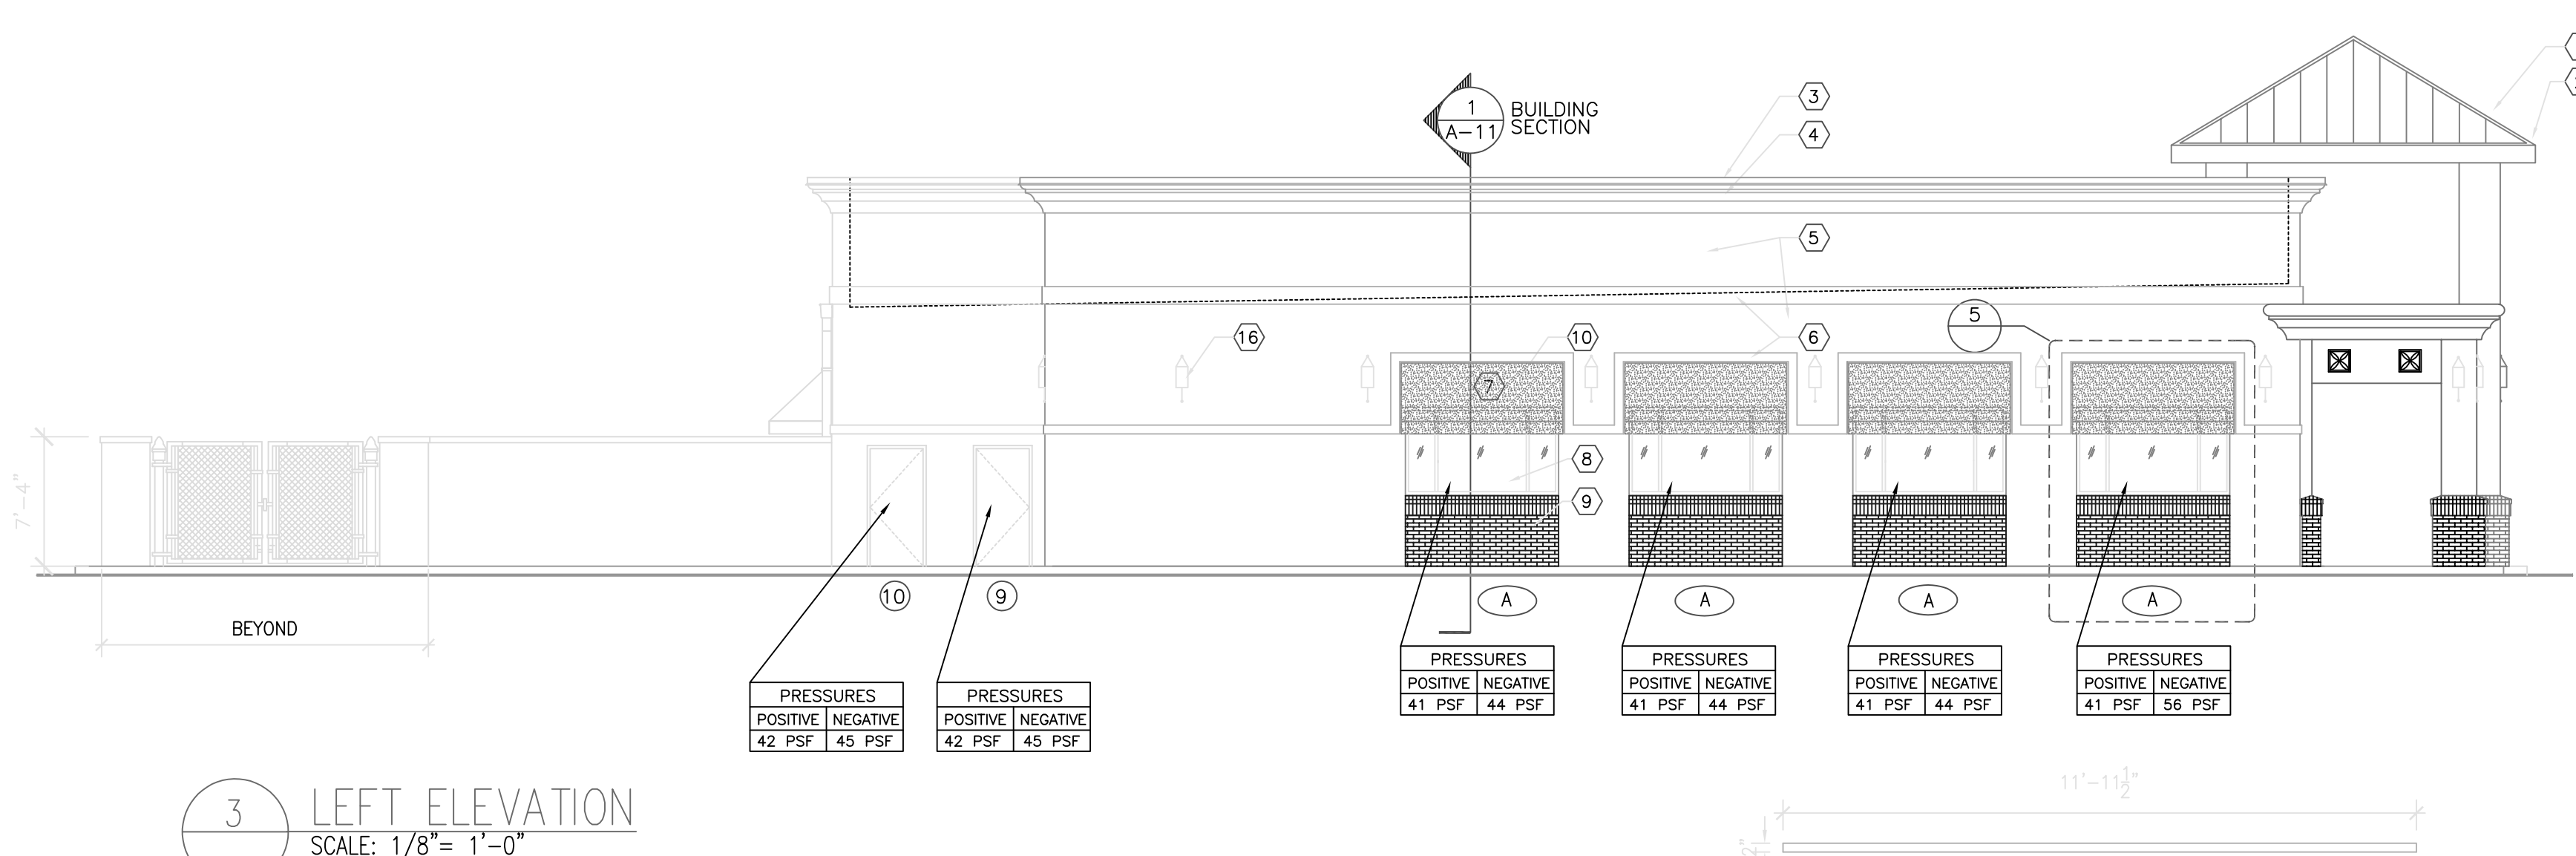 1
A-11
BUILDING
SECTION
3
4
5
5
16
10
6
7
8
9
7'-4"
10
9
A
A
A
A
BEYOND
PRESSURES
POSITIVE NEGATIVE
41 PSF 44 PSF
PRESSURES
POSITIVE NEGATIVE
41 PSF 44 PSF
PRESSURES
POSITIVE NEGATIVE
41 PSF 44 PSF
PRESSURES
POSITIVE NEGATIVE
41 PSF 56 PSF
PRESSURES
POSITIVE NEGATIVE
42 PSF 45 PSF
PRESSURES
POSITIVE NEGATIVE
42 PSF 45 PSF
3
LEFT ELEVATION
SCALE: 1/8"= 1'-0"
11'-11 1/2"
2"